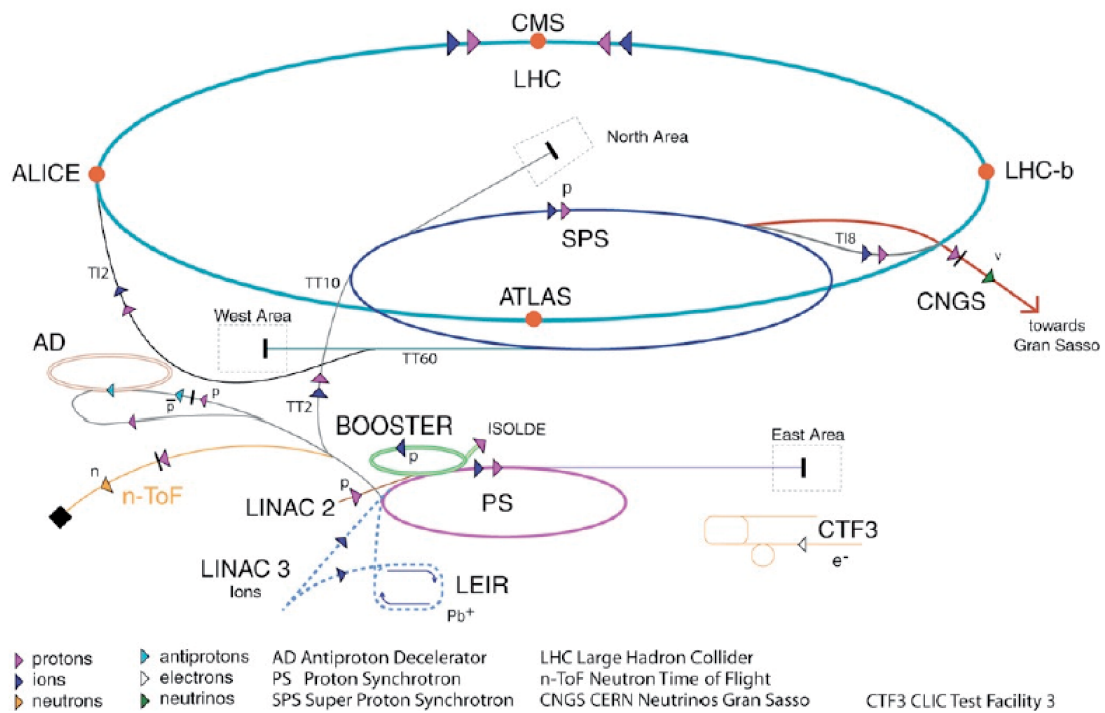 CMS
LHC
North Area
ALICE
LHC-b
p
SPS
TI8
TI2
TT10
ν
CNGS
ATLAS
West Area
towards
Gran Sasso
AD
TT60
p̅
p
TT2
BOOSTER
ISOLDE
East Area
p
n
n-ToF
p
LINAC 2
PS
CTF3
e-
LINAC 3
Ions
LEIR
Pb+
protons
ions
neutrons
antiprotons
electrons
neutrinos
AD Antiproton Decelerator
PS Proton Synchrotron
SPS Super Proton Synchrotron
LHC Large Hadron Collider
n-ToF Neutron Time of Flight
CNGS CERN Neutrinos Gran Sasso
CTF3 CLIC Test Facility 3